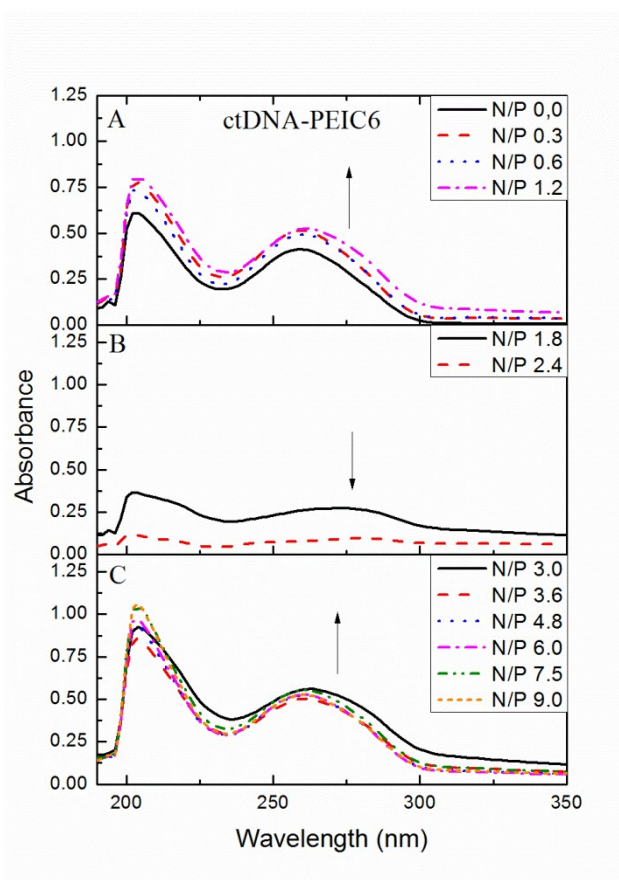 A
ctDNA-PEIC6
N/P 0,0
N/P 0.3
N/P 0.6
N/P 1.2
1.25
1.00
0.75
0.50
0.25
0.00
B
N/P 1.8
N/P 2.4
1.25
1.00
0.75
0.50
0.25
0.00
C
N/P 3.0
N/P 3.6
N/P 4.8
N/P 6.0
N/P 7.5
N/P 9.0
1.25
1.00
0.75
0.50
0.25
0.00
200 250 300 350
Absorbance
Wavelength (nm)